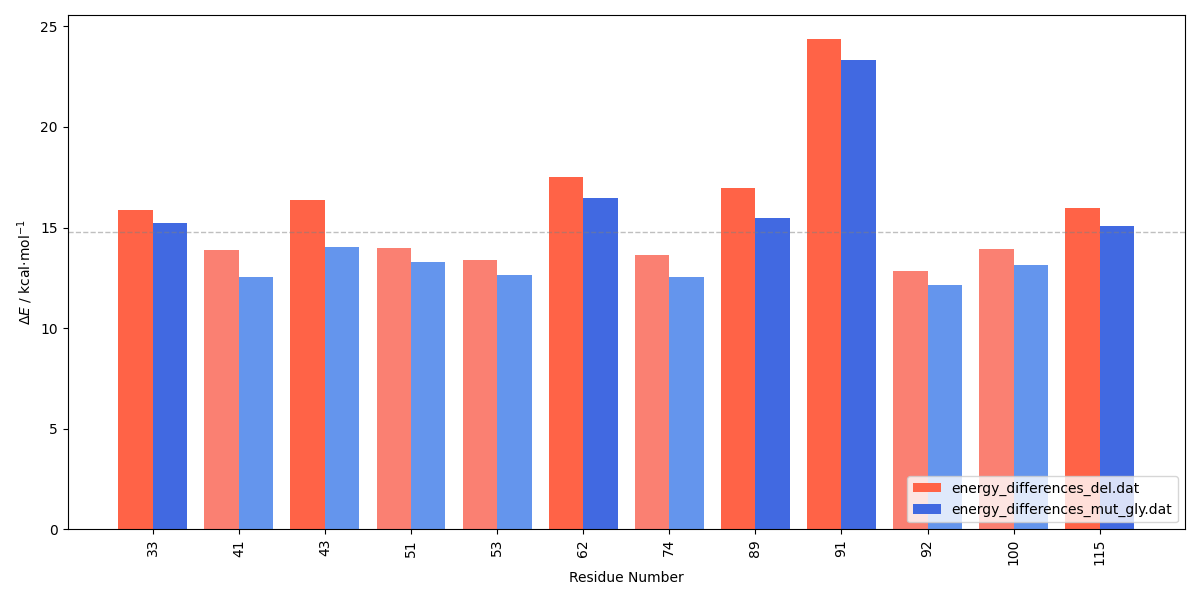 25
20
15
10
5
0
ΔE / kcal·mol⁻¹
33 41 43 51 53 62 74 89 91 92 100 115
Residue Number
energy_differences_del.dat
energy_differences_mut_gly.dat